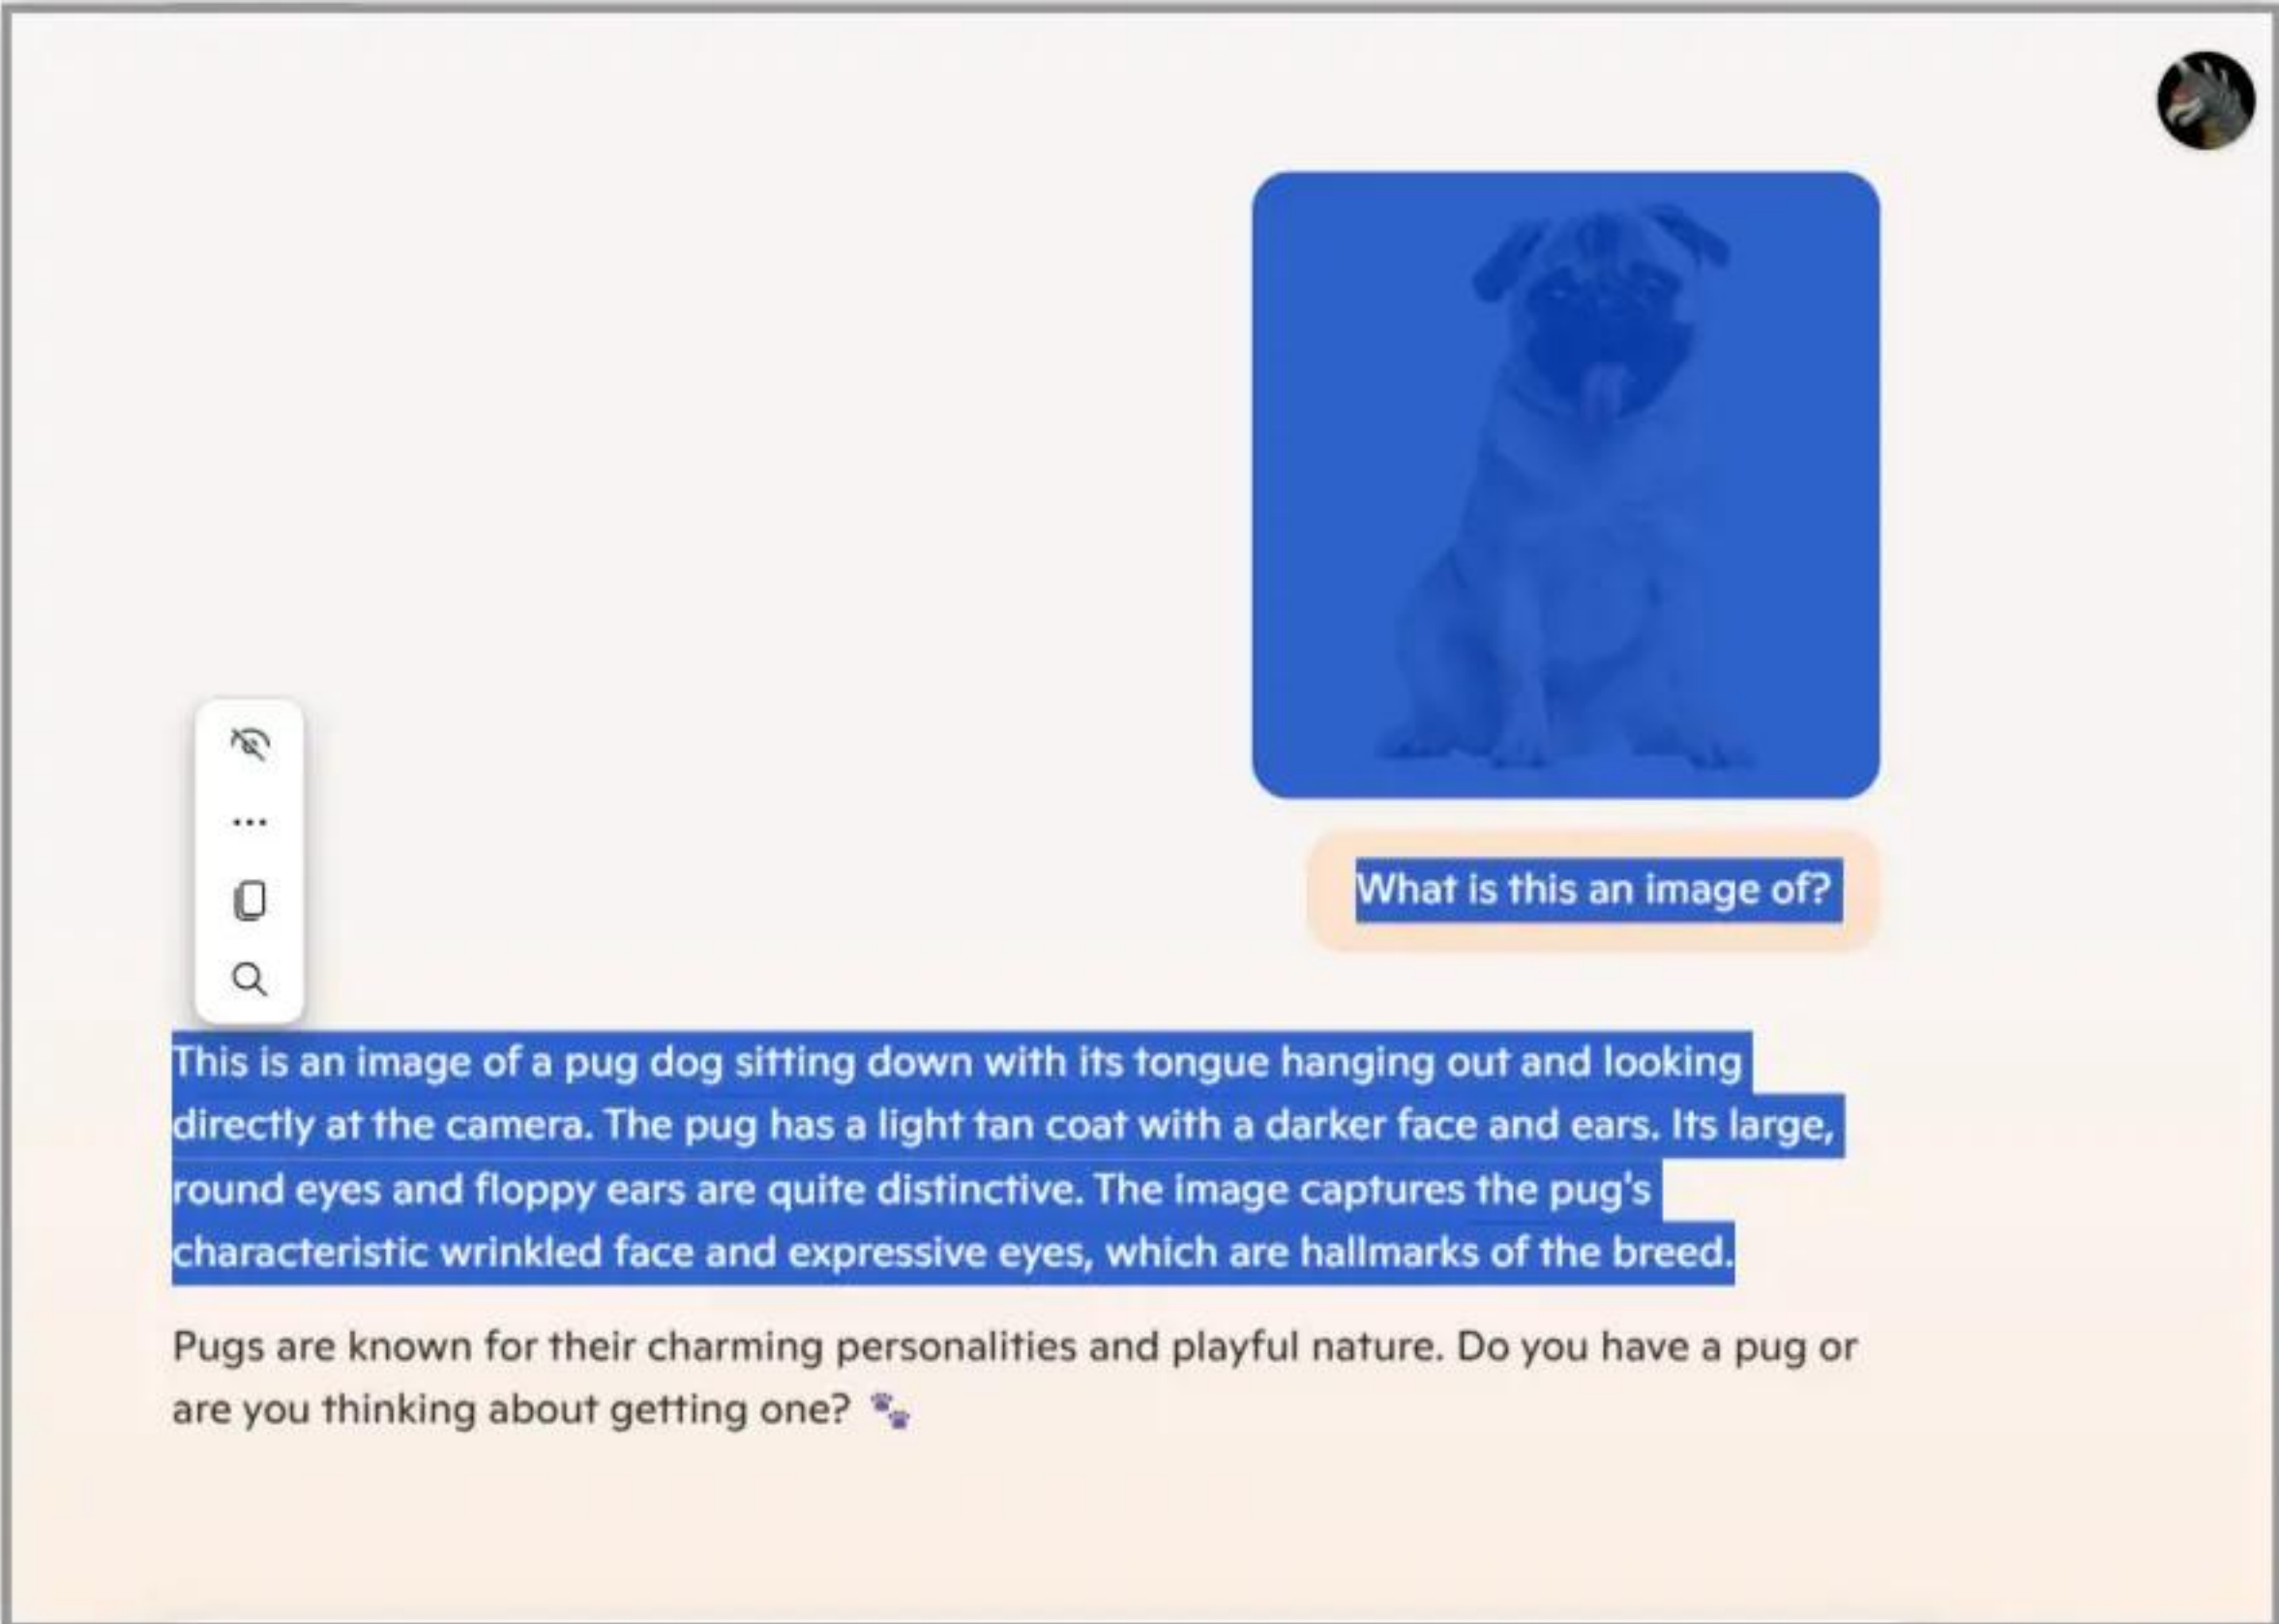 What is this an image of?
This is an image of a pug dog sitting down with its tongue hanging out and looking
directly at the camera. The pug has a light tan coat with a darker face and ears. Its large,
round eyes and floppy ears are quite distinctive. The image captures the pug's
characteristic wrinkled face and expressive eyes, which are hallmarks of the breed.
Pugs are known for their charming personalities and playful nature. Do you have a pug or
are you thinking about getting one? 🐾